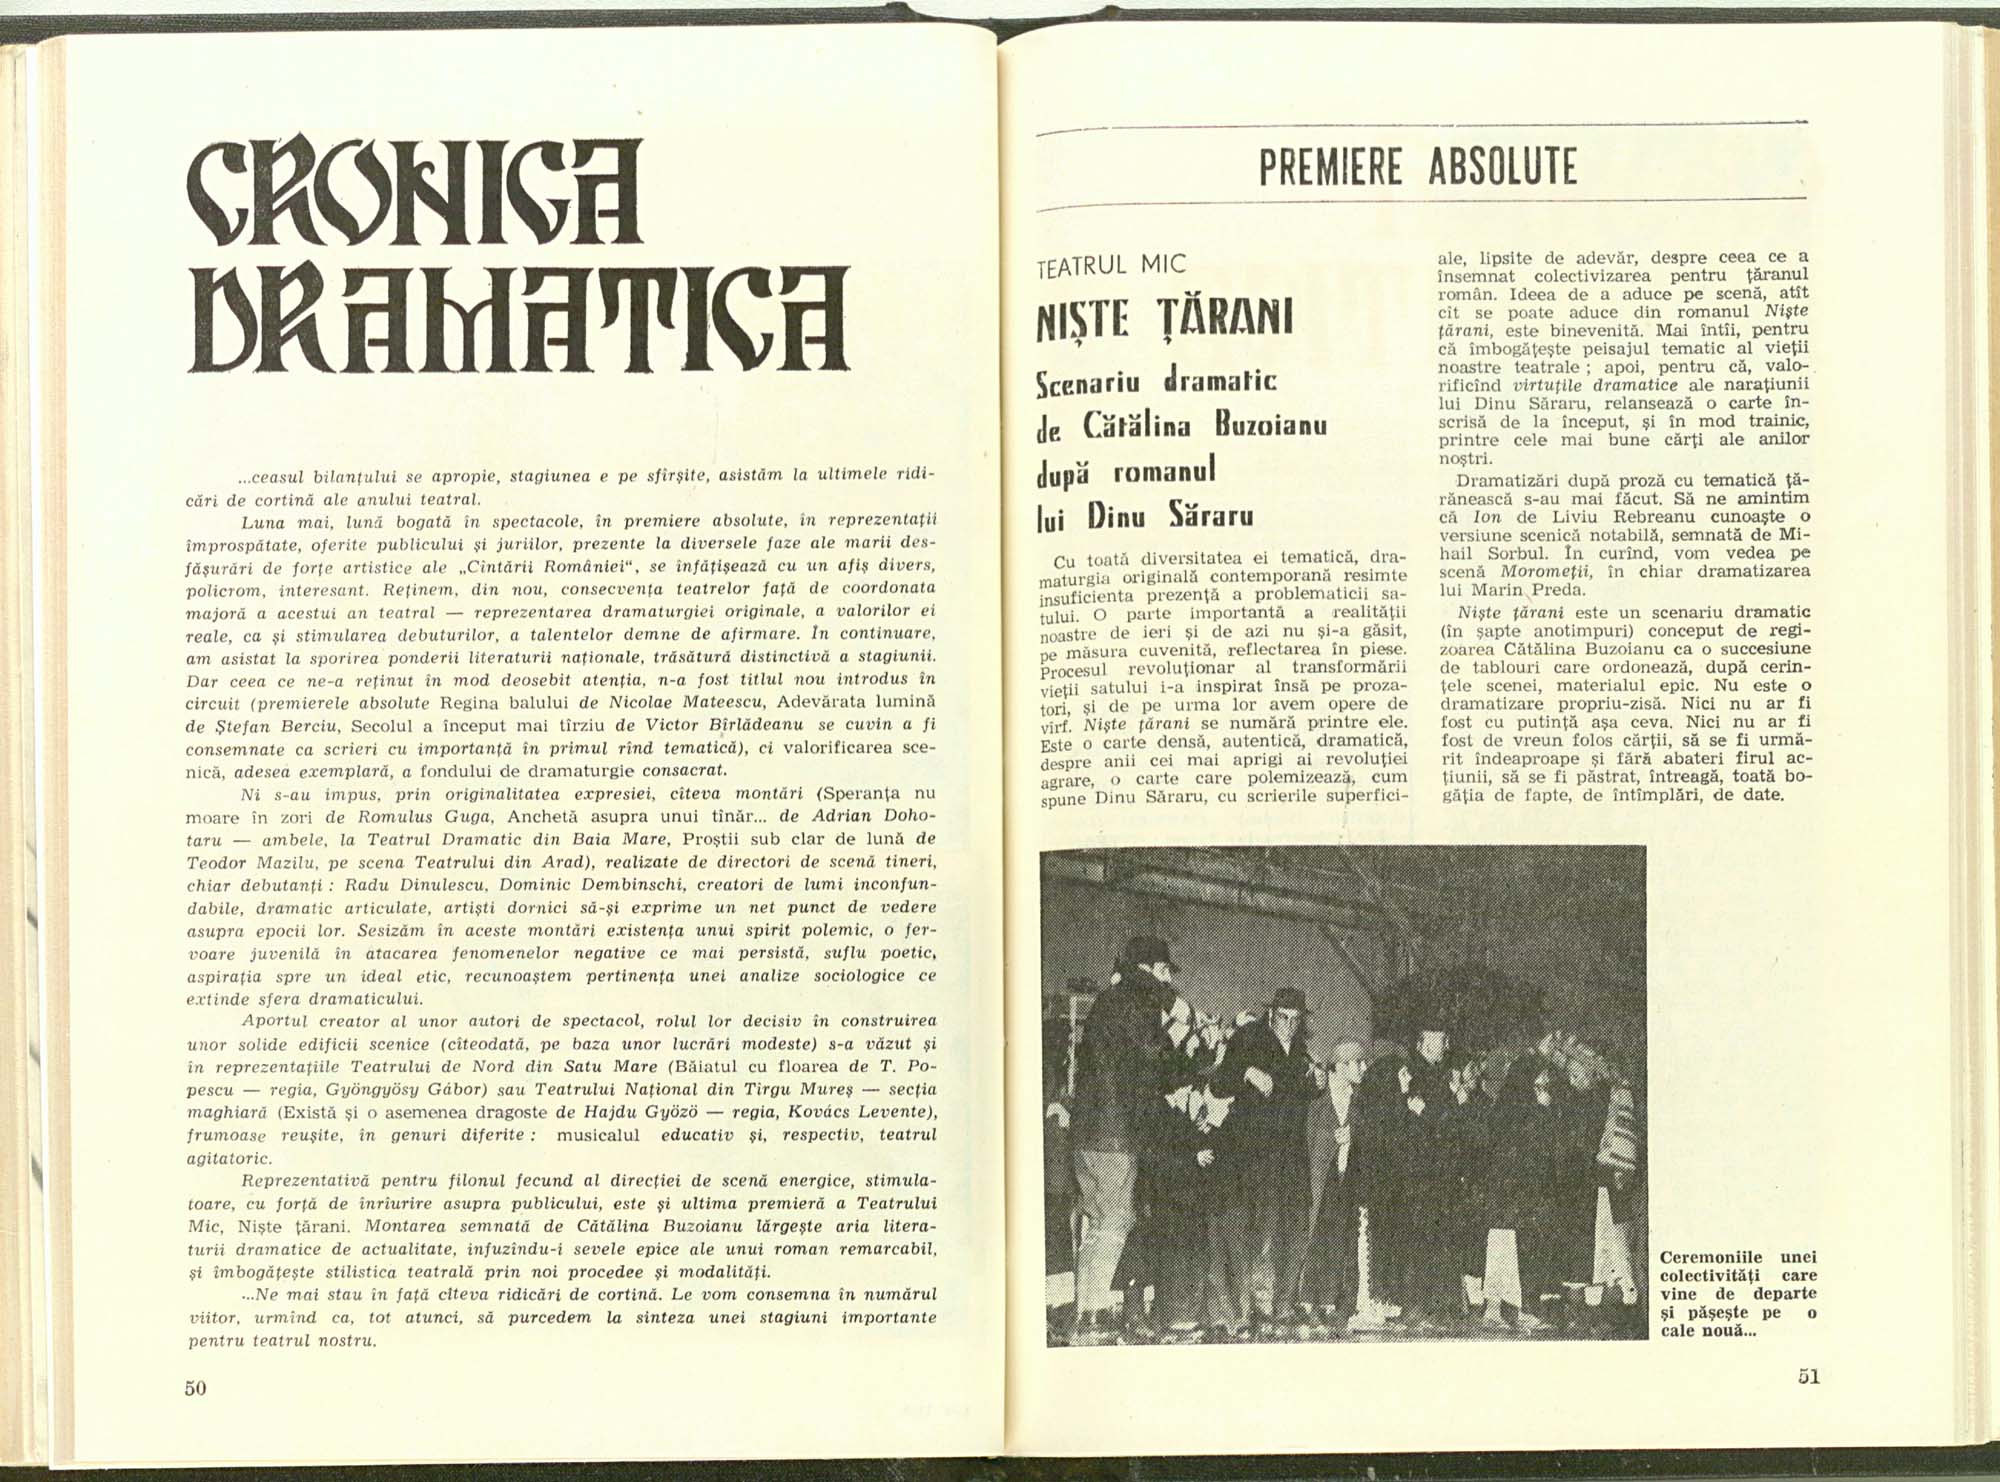 CRONICA
DRAMATICA
...ceasul bilanțului se apropie, stagiunea e pe sfîrșite, asistăm la ultimele ridi-
cări de cortină ale anului teatral.
Luna mai, lună bogată în spectacole, în premiere absolute, în reprezentații
împrospătate, oferite publicului și juriilor, prezente la diversele faze ale marii des-
fășurări de forțe artistice ale „Cîntării României“, se înfățișează cu un afiș divers,
policrom, interesant. Reținem, din nou, consecvența teatrelor față de coordonata
majoră a acestui an teatral — reprezentarea dramaturgiei originale, a valorilor ei
reale, ca și stimularea debuturilor, a talentelor demne de afirmare. În continuare,
am asistat la sporirea ponderii literaturii naționale, trăsătură distinctivă a stagiunii.
Dar ceea ce ne-a reținut în mod deosebit atenția, n-a fost titlul nou introdus în
circuit (premierele absolute Regina balului de Nicolae Mateescu, Adevărata lumină
de Ștefan Berciu, Secolul a început mai tîrziu de Victor Bîrlădeanu se cuvin a fi
consemnate ca scrieri cu importanță în primul rînd tematică), ci valorificarea sce-
nică, adesea exemplară, a fondului de dramaturgie consacrat.
Ni s-au impus, prin originalitatea expresiei, cîteva montări (Speranța nu
moare în zori de Romulus Guga, Anchetă asupra unui tînăr... de Adrian Doho-
taru — ambele, la Teatrul Dramatic din Baia Mare, Proștii sub clar de lună de
Teodor Mazilu, pe scena Teatrului din Arad), realizate de directori de scenă tineri,
chiar debutanți : Radu Dinulescu, Dominic Dembinschi, creatori de lumi inconfun-
dabile, dramatic articulate, artiști dornici să-și exprime un net punct de vedere
asupra epocii lor. Sesizăm în aceste montări existența unui spirit polemic, o fer-
voare juvenilă în atacarea fenomenelor negative ce mai persistă, suflu poetic,
aspirația spre un ideal etic, recunoaștem pertinența unei analize sociologice ce
extinde sfera dramaticului.
Aportul creator al unor autori de spectacol, rolul lor decisiv în construirea
unor solide edificii scenice (cîteodată, pe baza unor lucrări modeste) s-a văzut și
în reprezentațiile Teatrului de Nord din Satu Mare (Băiatul cu floarea de T. Po-
pescu — regia, Gyöngyösy Gábor) sau Teatrului Național din Tîrgu Mureș — secția
maghiară (Există și o asemenea dragoste de Hajdu Gyözö — regia, Kovács Levente),
frumoase reușite, în genuri diferite : musicalul educativ și, respectiv, teatrul
agitatoric.
Reprezentativă pentru filonul fecund al direcției de scenă energice, stimula-
toare, cu forță de înrîurire asupra publicului, este și ultima premieră a Teatrului
Mic, Niște țărani. Montarea semnată de Cătălina Buzoianu lărgește aria litera-
turii dramatice de actualitate, infuzîndu-i sevele epice ale unui roman remarcabil,
și îmbogățește stilistica teatrală prin noi procedee și modalități.
...Ne mai stau în față cîteva ridicări de cortină. Le vom consemna în numărul
viitor, urmînd ca, tot atunci, să purcedem la sinteza unei stagiuni importante
pentru teatrul nostru.
50
PREMIERE ABSOLUTE
TEATRUL MIC
NIȘTE ȚĂRANI
Scenariu dramatic
de Cătălina Buzoianu
după romanul
lui Dinu Săraru
Cu toată diversitatea ei tematică, dra-
maturgia originală contemporană resimte
insuficienta prezență a problematicii sa-
tului. O parte importantă a realității
noastre de ieri și de azi nu și-a găsit,
pe măsura cuvenită, reflectarea în piese.
Procesul revoluționar al transformării
vieții satului i-a inspirat însă pe proza-
tori, și de pe urma lor avem opere de
vîrf. Niște țărani se numără printre ele.
Este o carte densă, autentică, dramatică,
despre anii cei mai aprigi ai revoluției
agrare, o carte care polemizează, cum
spune Dinu Săraru, cu scrierile superfici-
ale, lipsite de adevăr, despre ceea ce a
însemnat colectivizarea pentru țăranul
român. Ideea de a aduce pe scenă, atît
cît se poate aduce din romanul Niște
țărani, este binevenită. Mai întîi, pentru
că îmbogățește peisajul tematic al vieții
noastre teatrale ; apoi, pentru că, valo-
rificînd virtuțile dramatice ale narațiunii
lui Dinu Săraru, relansează o carte în-
scrisă de la început, și în mod trainic,
printre cele mai bune cărți ale anilor
noștri.
Dramatizări după proză cu tematică ță-
rănească s-au mai făcut. Să ne amintim
că Ion de Liviu Rebreanu cunoaște o
versiune scenică notabilă, semnată de Mi-
hail Sorbul. În curînd, vom vedea pe
scenă Moromeții, în chiar dramatizarea
lui Marin Preda.
Niște țărani este un scenariu dramatic
(în șapte anotimpuri) conceput de regi-
zoarea Cătălina Buzoianu ca o succesiune
de tablouri care ordonează, după cerin-
țele scenei, materialul epic. Nu este o
dramatizare propriu-zisă. Nici nu ar fi
fost cu putință așa ceva. Nici nu ar fi
fost de vreun folos cărții, să se fi urmă-
rit îndeaproape și fără abateri firul ac-
țiunii, să se fi păstrat, întreagă, toată bo-
găția de fapte, de întîmplări, de date.
Ceremoniile unei
colectivități care
vine de departe
și pășește pe o
cale nouă...
51